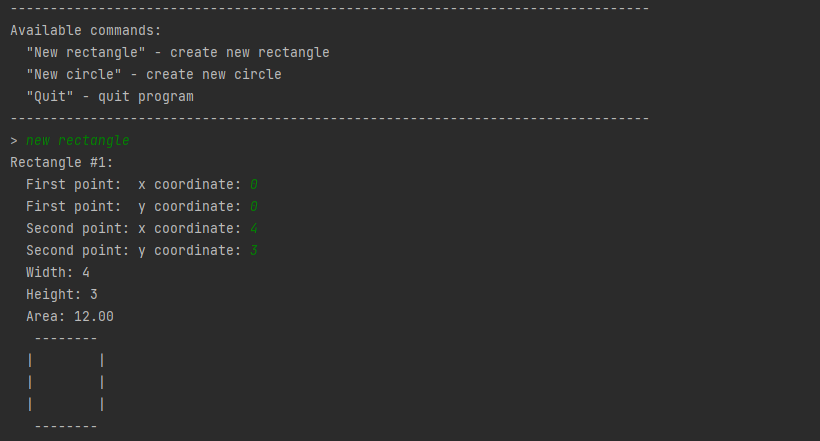 --------------------------------------------------------------------------------
Available commands:
  "New rectangle" - create new rectangle
  "New circle" - create new circle
  "Quit" - quit program
--------------------------------------------------------------------------------
> new rectangle
Rectangle #1:
  First point:  x coordinate: 0
  First point:  y coordinate: 0
  Second point: x coordinate: 4
  Second point: y coordinate: 3
  Width: 4
  Height: 3
  Area: 12.00
   --------
  |        |
  |        |
  |        |
   --------